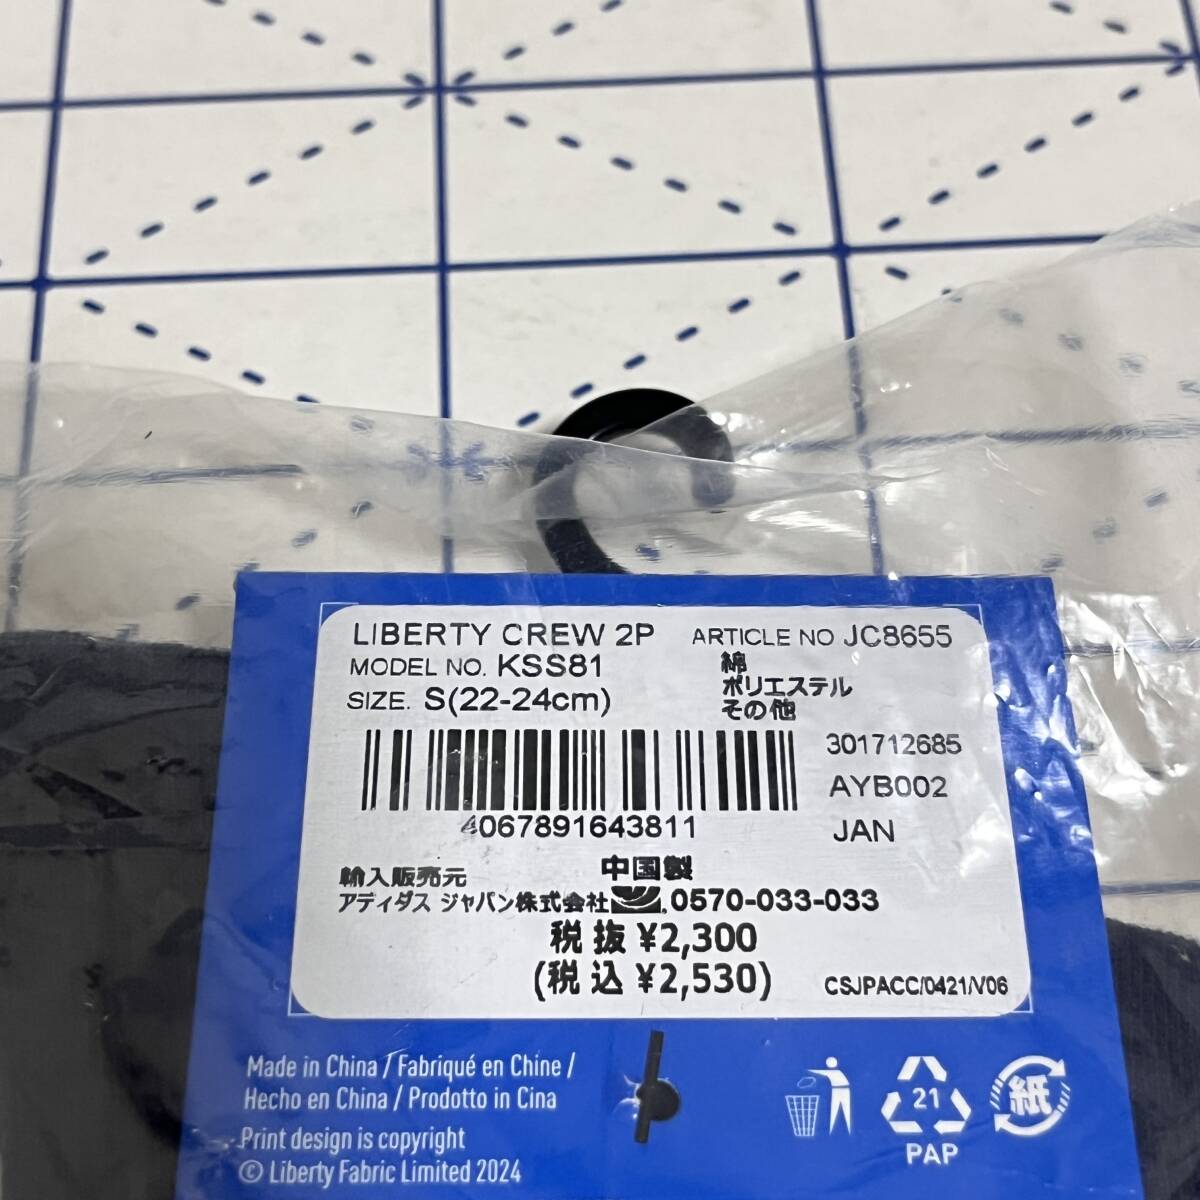 LIBERTY CREW 2P ARTICLE NO JC8655
MODEL NO. KSS81 綿
ポリエステル
SIZE. S(22-24cm) その他
301712685
AYB002
4067891643811 JAN
中国製
輸入販売元
アディダス ジャパン株式会社 0570-033-033
税抜 ¥2,300
(税込 ¥2,530) CSJPACC/0421/V06
Made in China / Fabriqué en Chine /
Hecho en China / Prodotto in Cina
Print design is copyright
© Liberty Fabric Limited 2024
21
PAP
紙